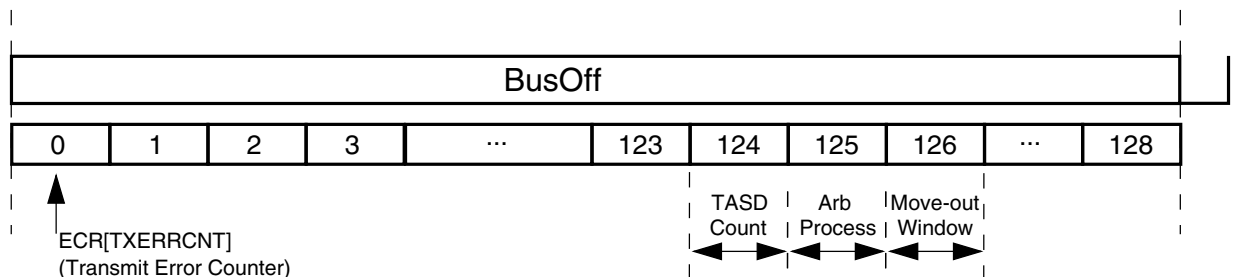 BusOff
0 1 2 3 ... 123 124 125 126 ... 128
TASD Arb Move-out
Count Process Window
ECR[TXERRCNT]
(Transmit Error Counter)